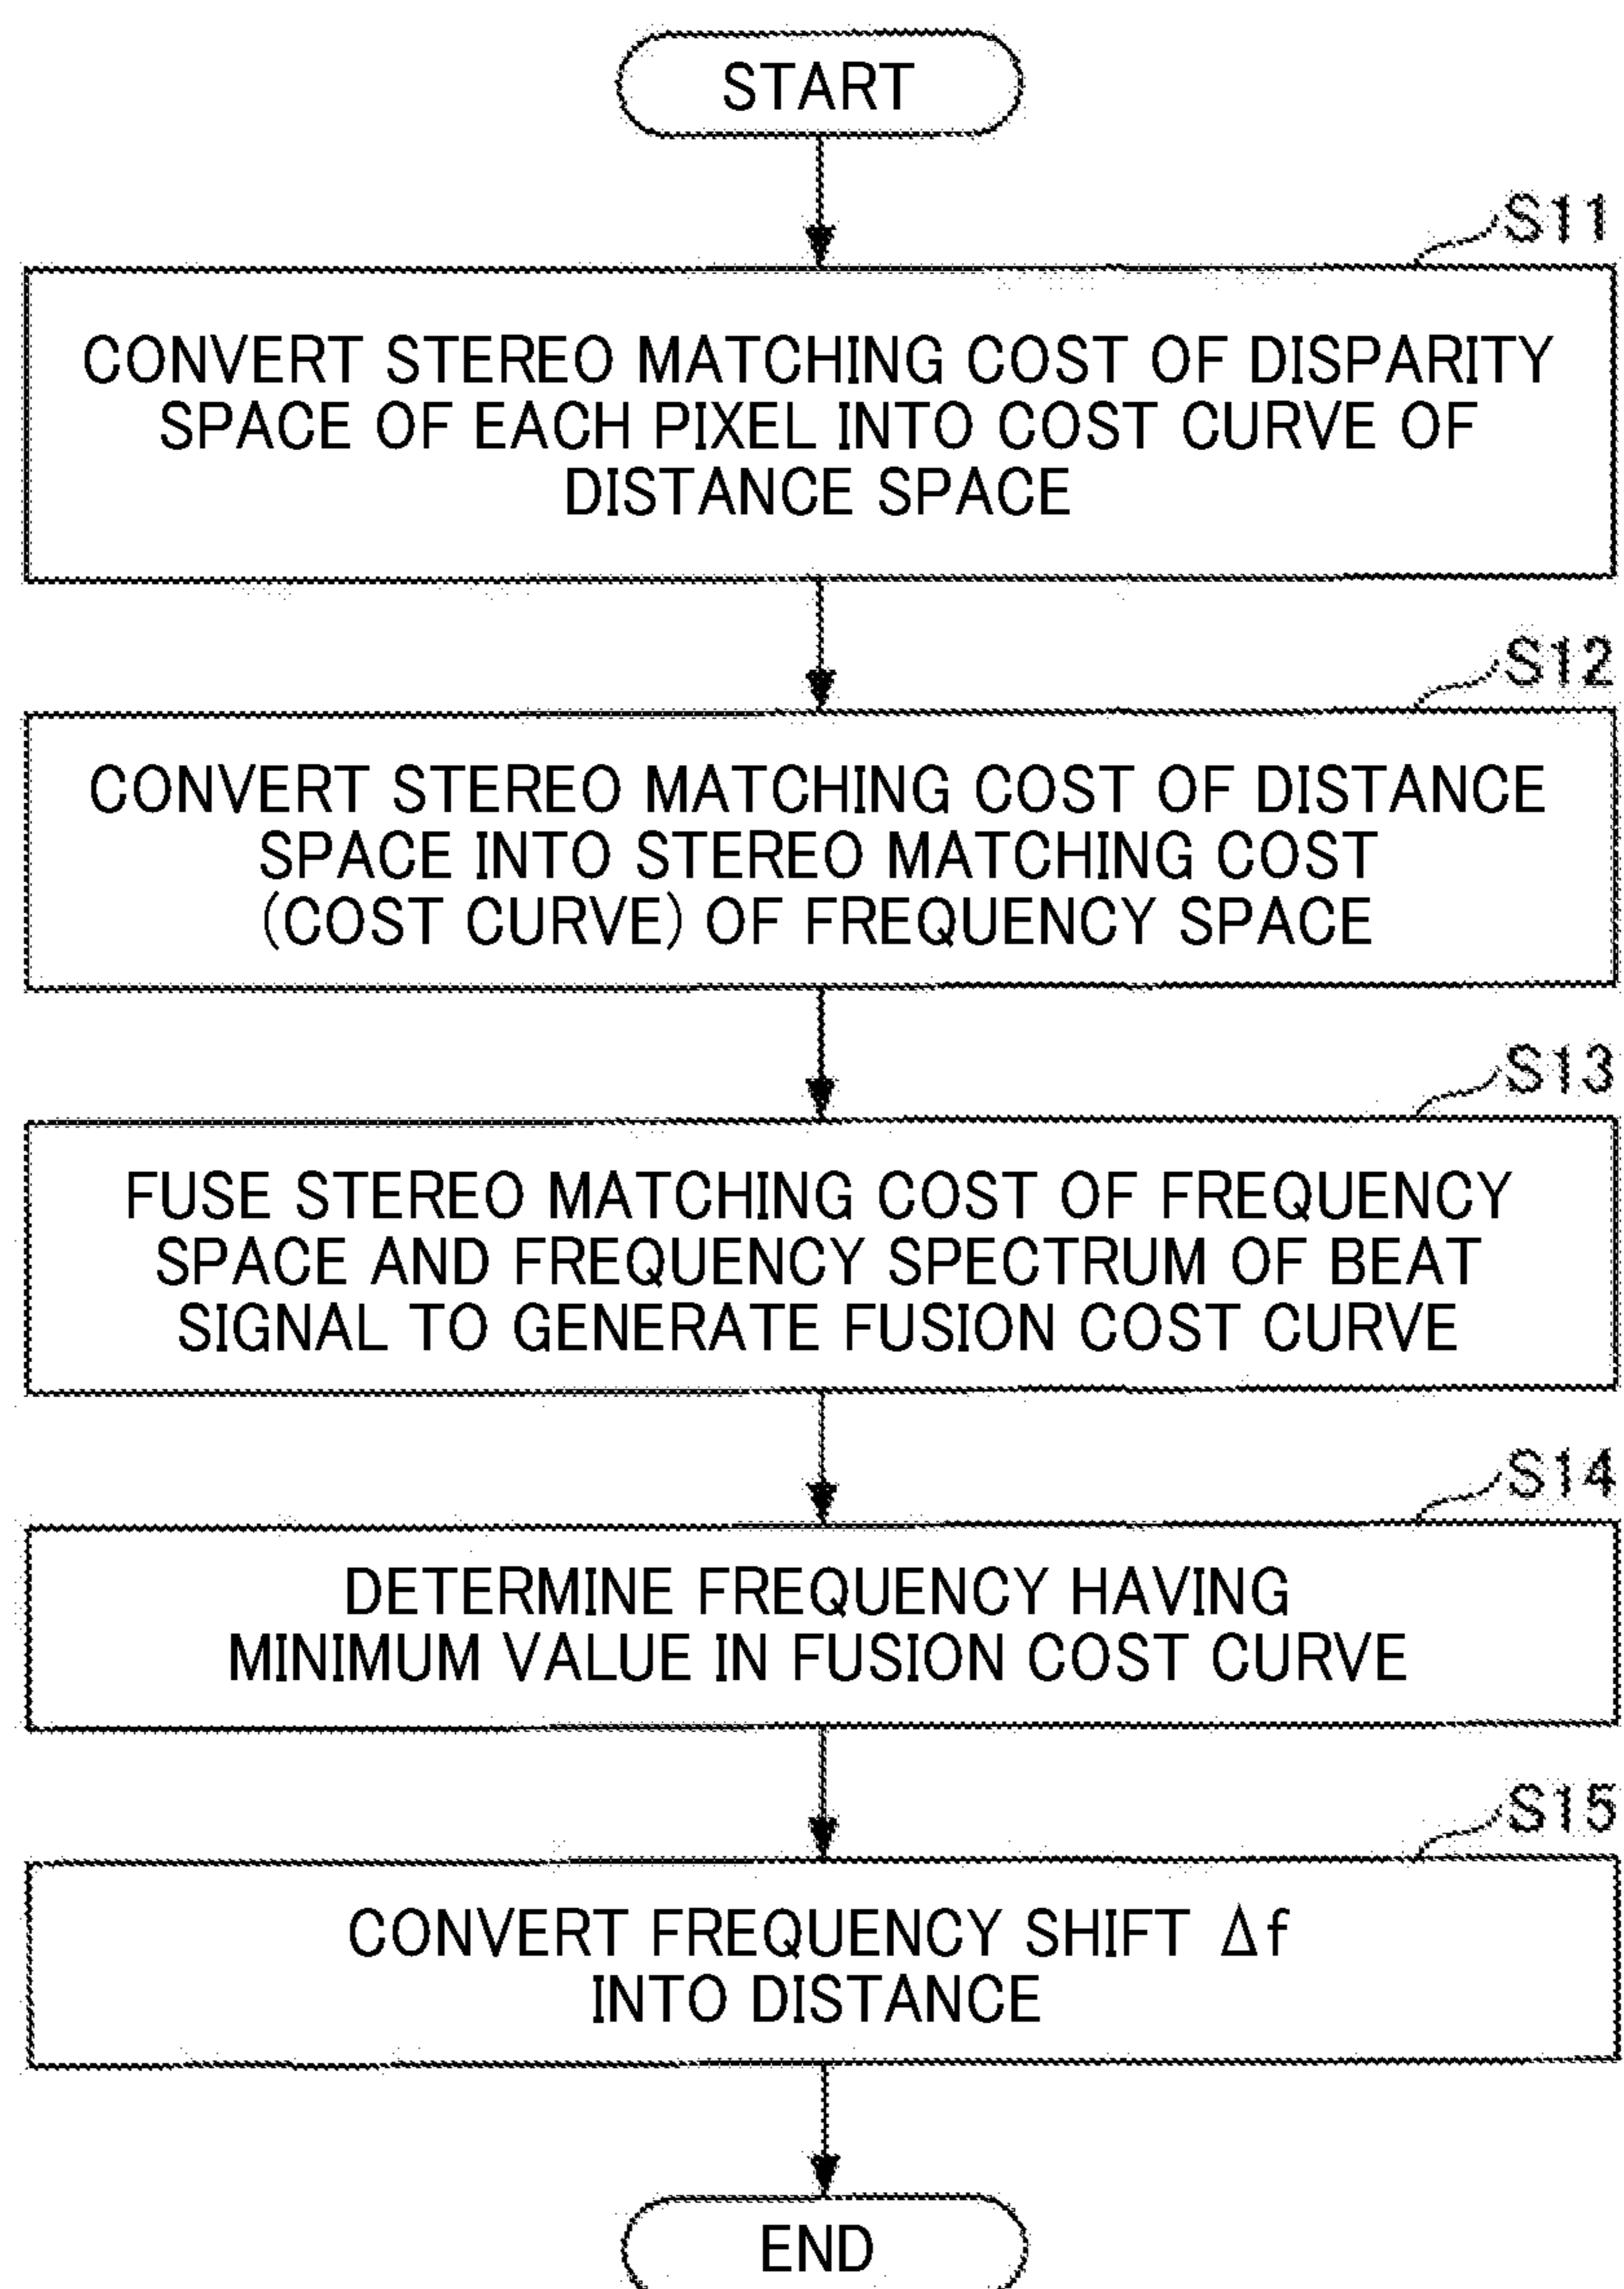 START
S11
CONVERT STEREO MATCHING COST OF DISPARITY
SPACE OF EACH PIXEL INTO COST CURVE OF
DISTANCE SPACE
S12
CONVERT STEREO MATCHING COST OF DISTANCE
SPACE INTO STEREO MATCHING COST
(COST CURVE) OF FREQUENCY SPACE
S13
FUSE STEREO MATCHING COST OF FREQUENCY
SPACE AND FREQUENCY SPECTRUM OF BEAT
SIGNAL TO GENERATE FUSION COST CURVE
S14
DETERMINE FREQUENCY HAVING
MINIMUM VALUE IN FUSION COST CURVE
S15
CONVERT FREQUENCY SHIFT Δf
INTO DISTANCE
END